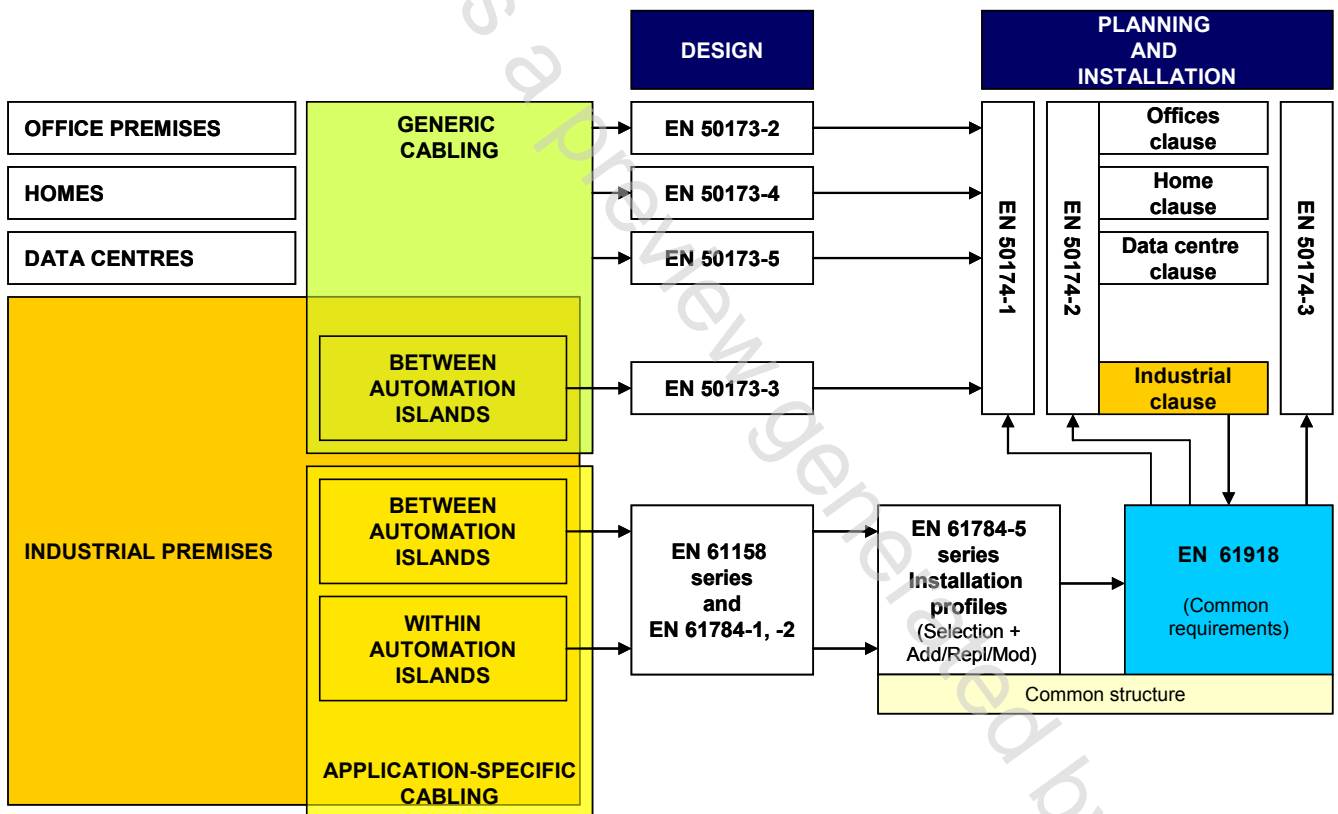 DESIGN
PLANNING
AND
INSTALLATION
OFFICE PREMISES
HOMES
DATA CENTRES
INDUSTRIAL PREMISES
GENERIC
CABLING
BETWEEN
AUTOMATION
ISLANDS
BETWEEN
AUTOMATION
ISLANDS
WITHIN
AUTOMATION
ISLANDS
APPLICATION-SPECIFIC
CABLING
EN 50173-2
EN 50173-4
EN 50173-5
EN 50173-3
EN 61158
series
and
EN 61784-1, -2
EN 50174-1
EN 50174-2
Offices
clause
Home
clause
Data centre
clause
Industrial
clause
EN 50174-3
EN 61784-5
series
Installation
profiles
(Selection +
Add/Repl/Mod)
EN 61918
(Common
requirements)
Common structure
s a preview generated by